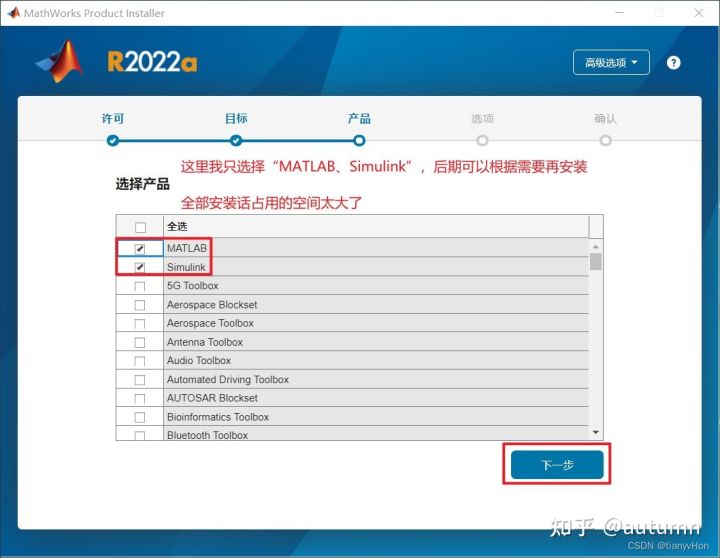 MathWorks Product Installer
R2022a
高级选项
?
许可
目标
产品
选项
确认
这里我只选择“MATLAB、Simulink”，后期可以根据需要再安装
选择产品
全部安装话占用的空间太大了
全选
MATLAB
Simulink
5G Toolbox
Aerospace Blockset
Aerospace Toolbox
Antenna Toolbox
Audio Toolbox
Automated Driving Toolbox
AUTOSAR Blockset
Bioinformatics Toolbox
Bluetooth Toolbox
下一步
知乎 @autumn
CSDN @tianyvHon